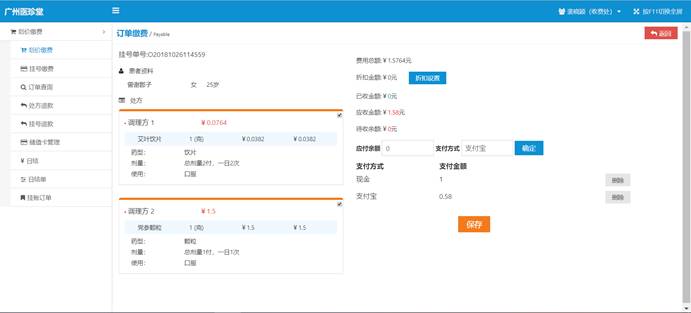 广州医珍堂
龚晓颖（收费处）
按F11切换全屏
划价缴费
划价缴费
挂号缴费
订单查询
处方退款
挂号退款
储值卡管理
¥ 日结
日结单
挂账订单
订单缴费 / Payable
返回
挂号单号:O20181026114559
患者资料
女 25岁
处方
调理方 1 ¥ 0.0764
艾叶饮片 1 (克) ¥ 0.0382 ¥ 0.0382
药型： 饮片
剂量： 总剂量2付，一日2次
使用： 口服
调理方 2 ¥ 1.5
党参颗粒 1 (克) ¥ 1.5 ¥ 1.5
药型： 颗粒
剂量： 总剂量1付，一日1次
使用： 口服
费用总额: ¥ 1.5764元
折扣金额: ¥ 0元 折扣设置
已收金额: ¥ 0元
应收金额: ¥ 1.58元
待收余额: ¥ 0元
应付余额 0 支付方式 支付宝 确定
支付方式 支付金额
现金 1 删除
支付宝 0.58 删除
保存